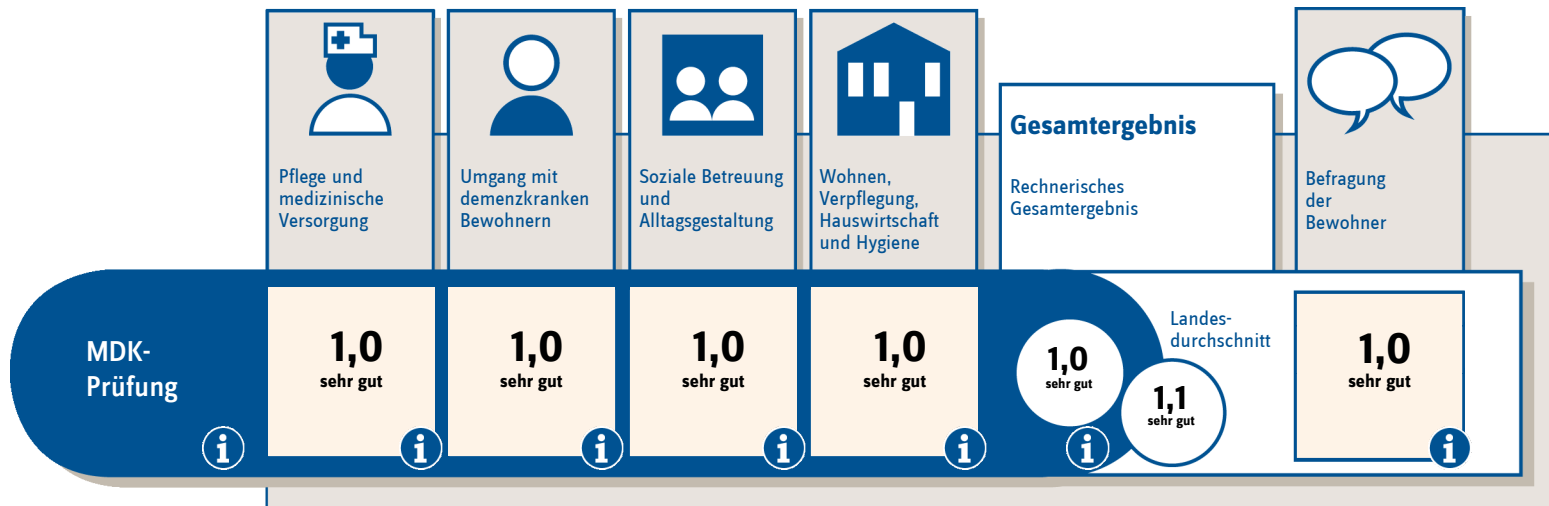 Pflege und
medizinische
Versorgung
Umgang mit
demenzkranken
Bewohnern
Soziale Betreuung
und
Alltagsgestaltung
Wohnen,
Verpflegung,
Hauswirtschaft
und Hygiene
Gesamtergebnis
Rechnerisches
Gesamtergebnis
Befragung
der
Bewohner
MDK-
Prüfung
i
1,0
sehr gut
i
1,0
sehr gut
i
1,0
sehr gut
i
1,0
sehr gut
i
1,0
sehr gut
i
Landes-
durchschnitt
1,1
sehr gut
1,0
sehr gut
i